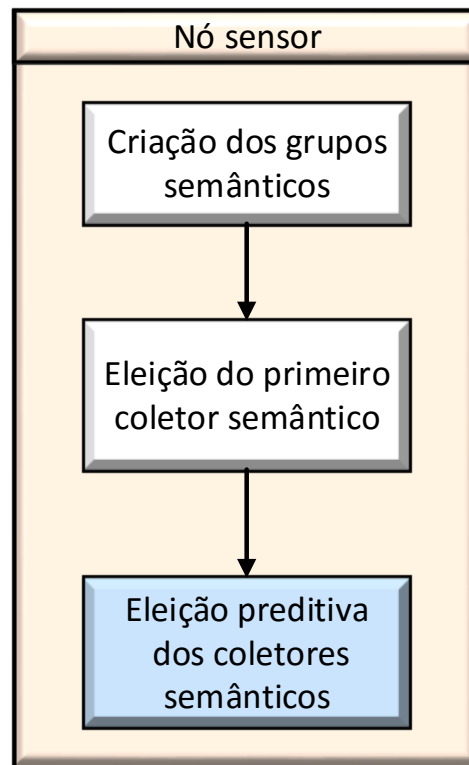 Nó sensor
Criação dos grupos
semânticos
Eleição do primeiro
coletor semântico
Eleição preditiva
dos coletores
semânticos